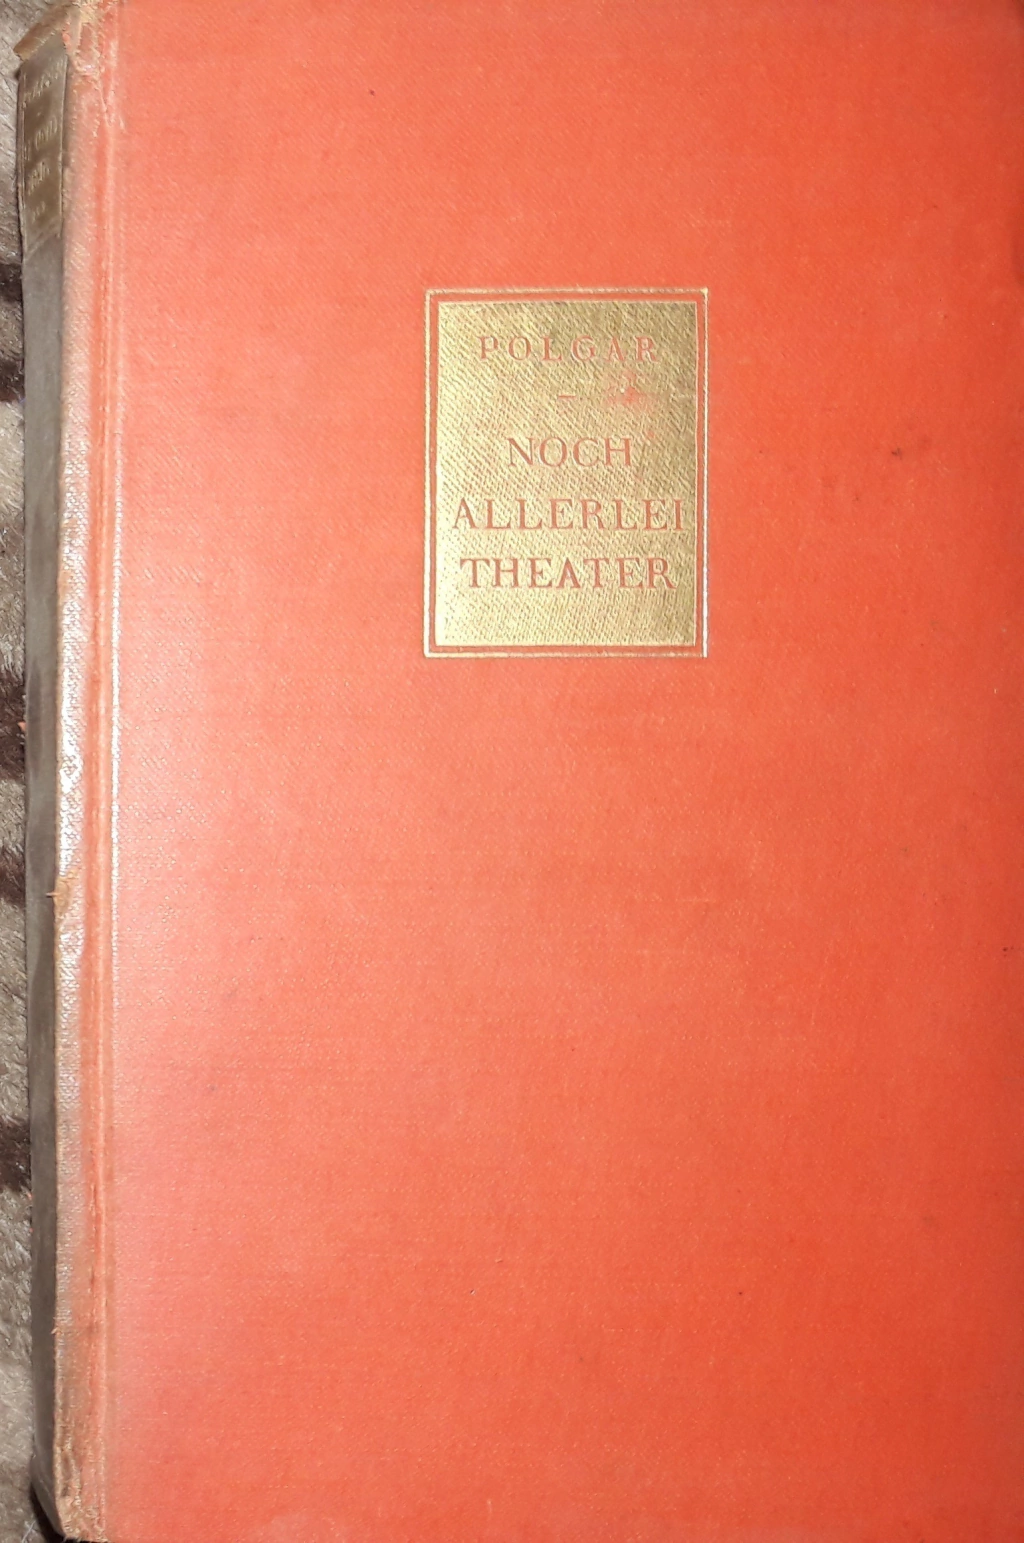 POLGAR
–
NOCH
ALLERLEI
THEATER